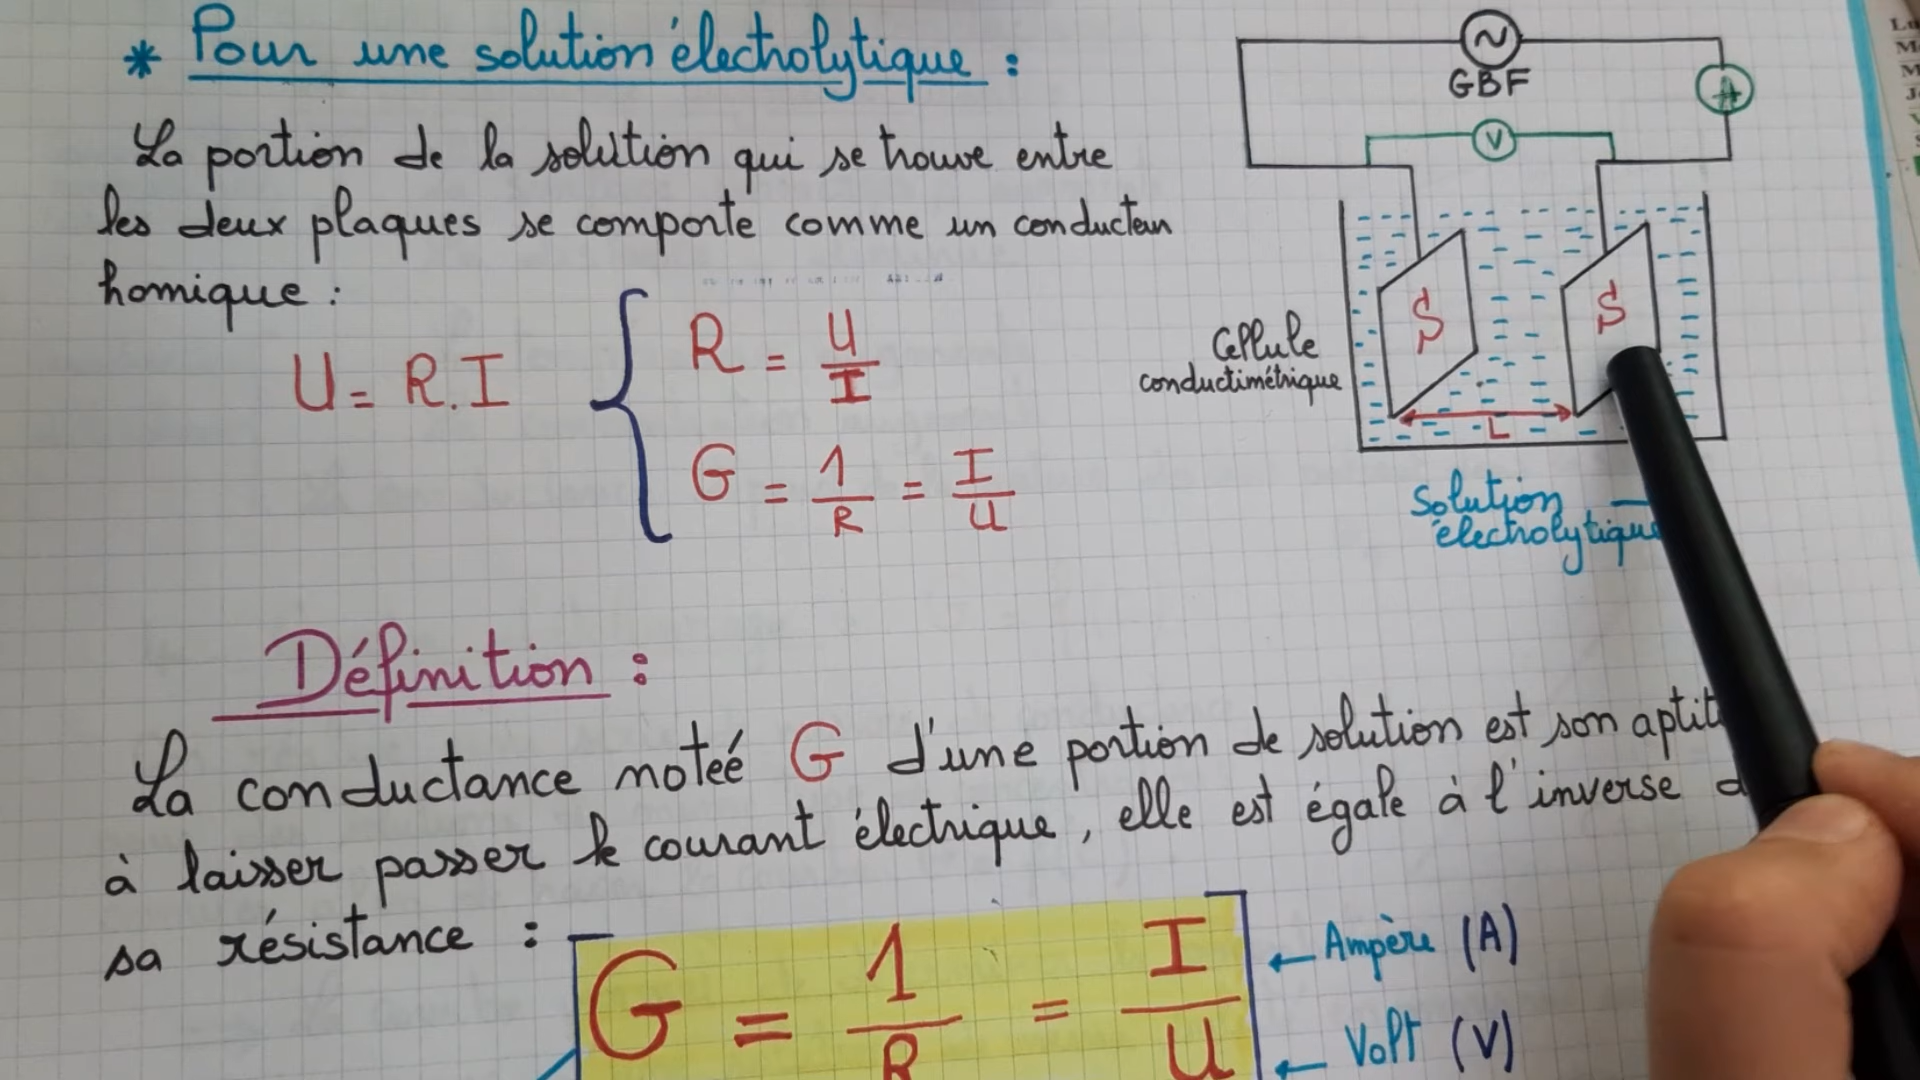 * Pour une solution électrolytique :
La portion de la solution qui se trouve entre
les deux plaques se comporte comme un conducteur
homique :
U = R.I
R = U/I
G = 1/R = I/U
GBF
A
V
S
S
L
Cellule
conductimétrique
Solution
électrolytique
Définition :
La conductance noteé G d'une portion de solution est son aptit
à laisser passer le courant électrique, elle est égale à l'inverse d
sa résistance :
G = 1/R = I/U
← Ampère (A)
← Volt (V)